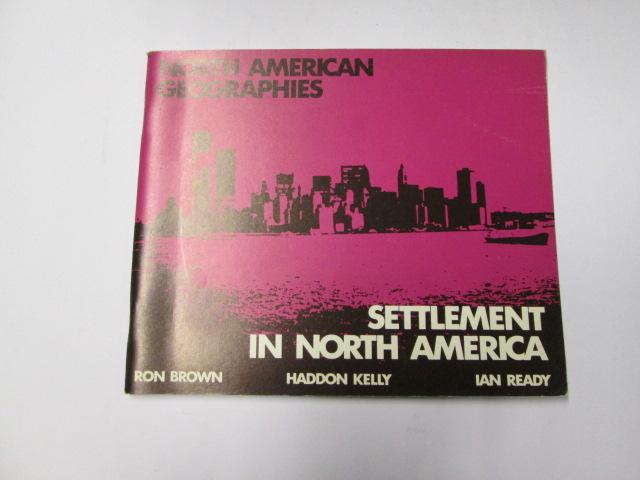 NORTH AMERICAN
GEOGRAPHIES
SETTLEMENT
IN NORTH AMERICA
RON BROWN HADDON KELLY IAN READY